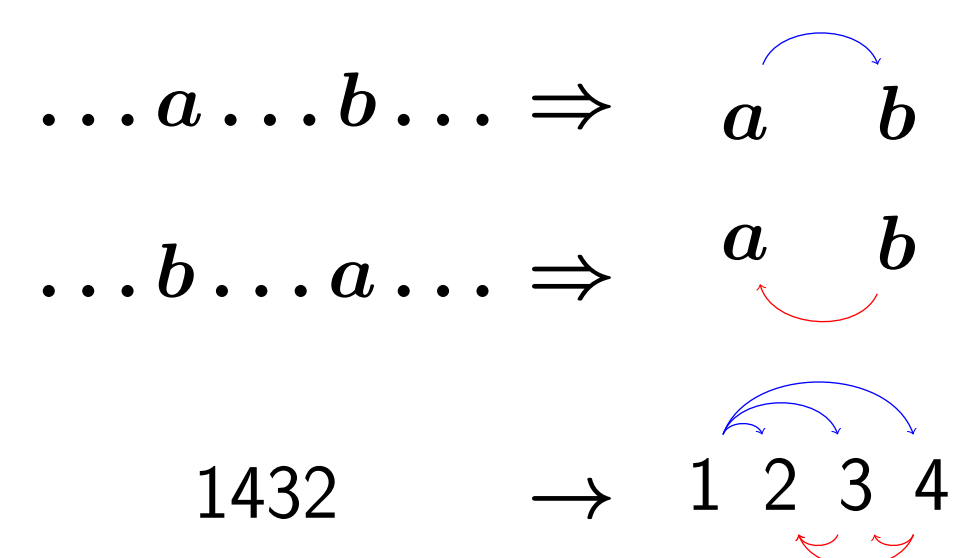 ... a ... b ... ⇒ a b
... b ... a ... ⇒ a b
1432 → 1 2 3 4